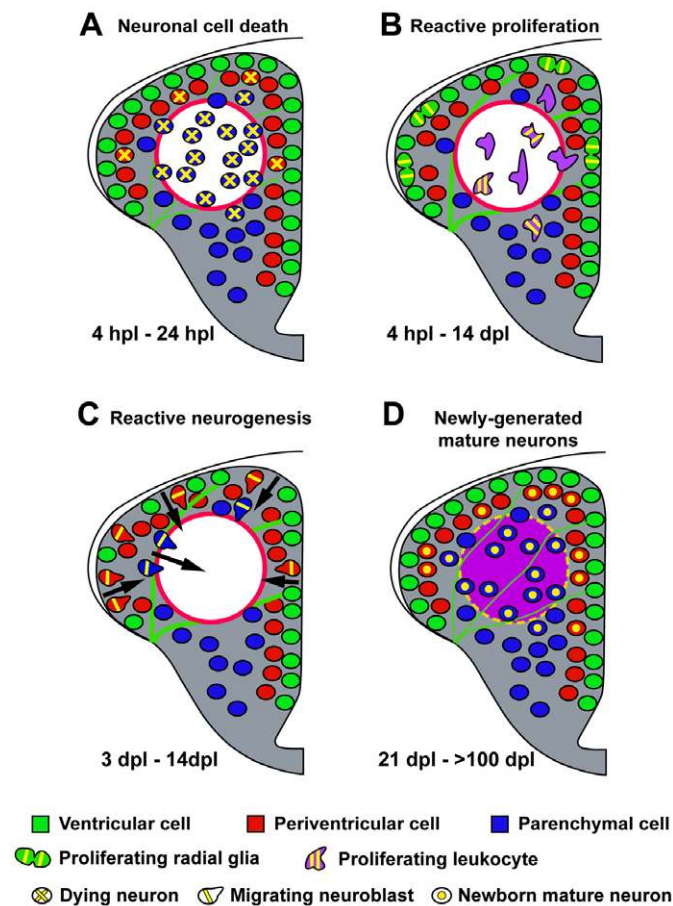 A Neuronal cell death
B Reactive proliferation
4 hpl - 24 hpl
4 hpl - 14 dpl
C Reactive neurogenesis
D Newly-generated
mature neurons
3 dpl - 14dpl
21 dpl - >100 dpl
Ventricular cell
Periventricular cell
Parenchymal cell
Proliferating radial glia
Proliferating leukocyte
Dying neuron
Migrating neuroblast
Newborn mature neuron